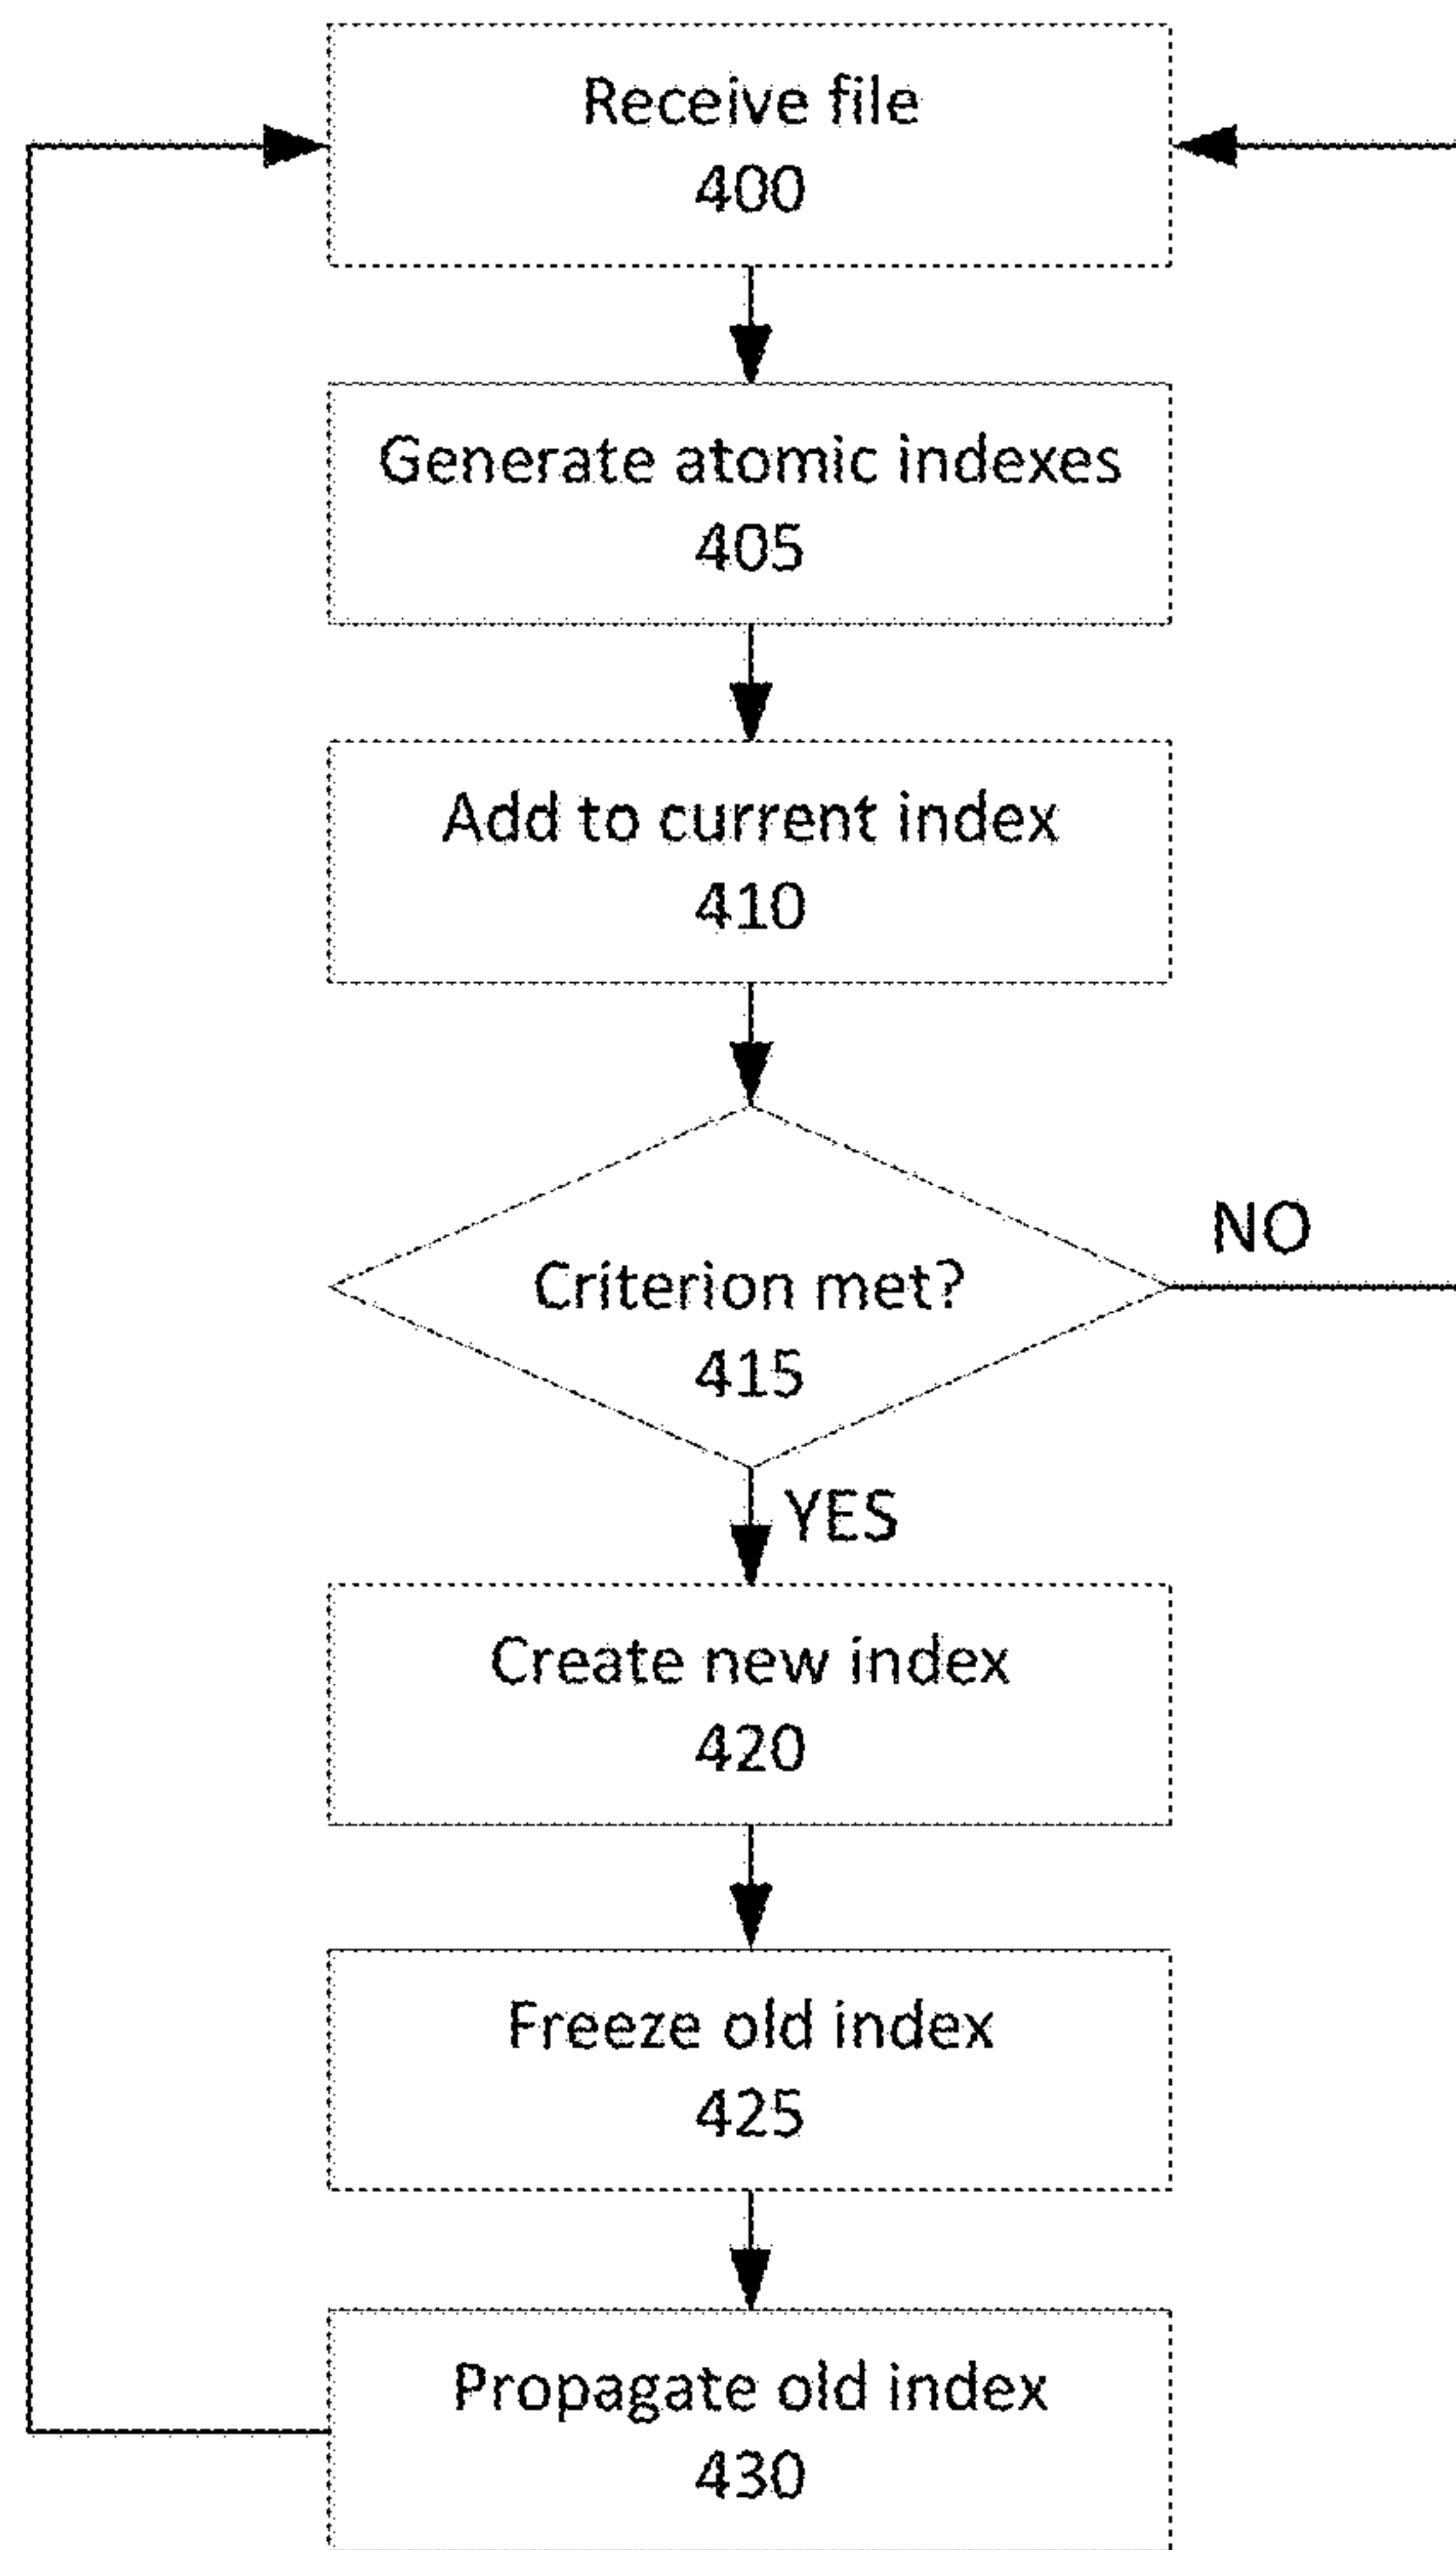 Receive file
400
Generate atomic indexes
405
Add to current index
410
Criterion met?
415
NO
YES
Create new index
420
Freeze old index
425
Propagate old index
430